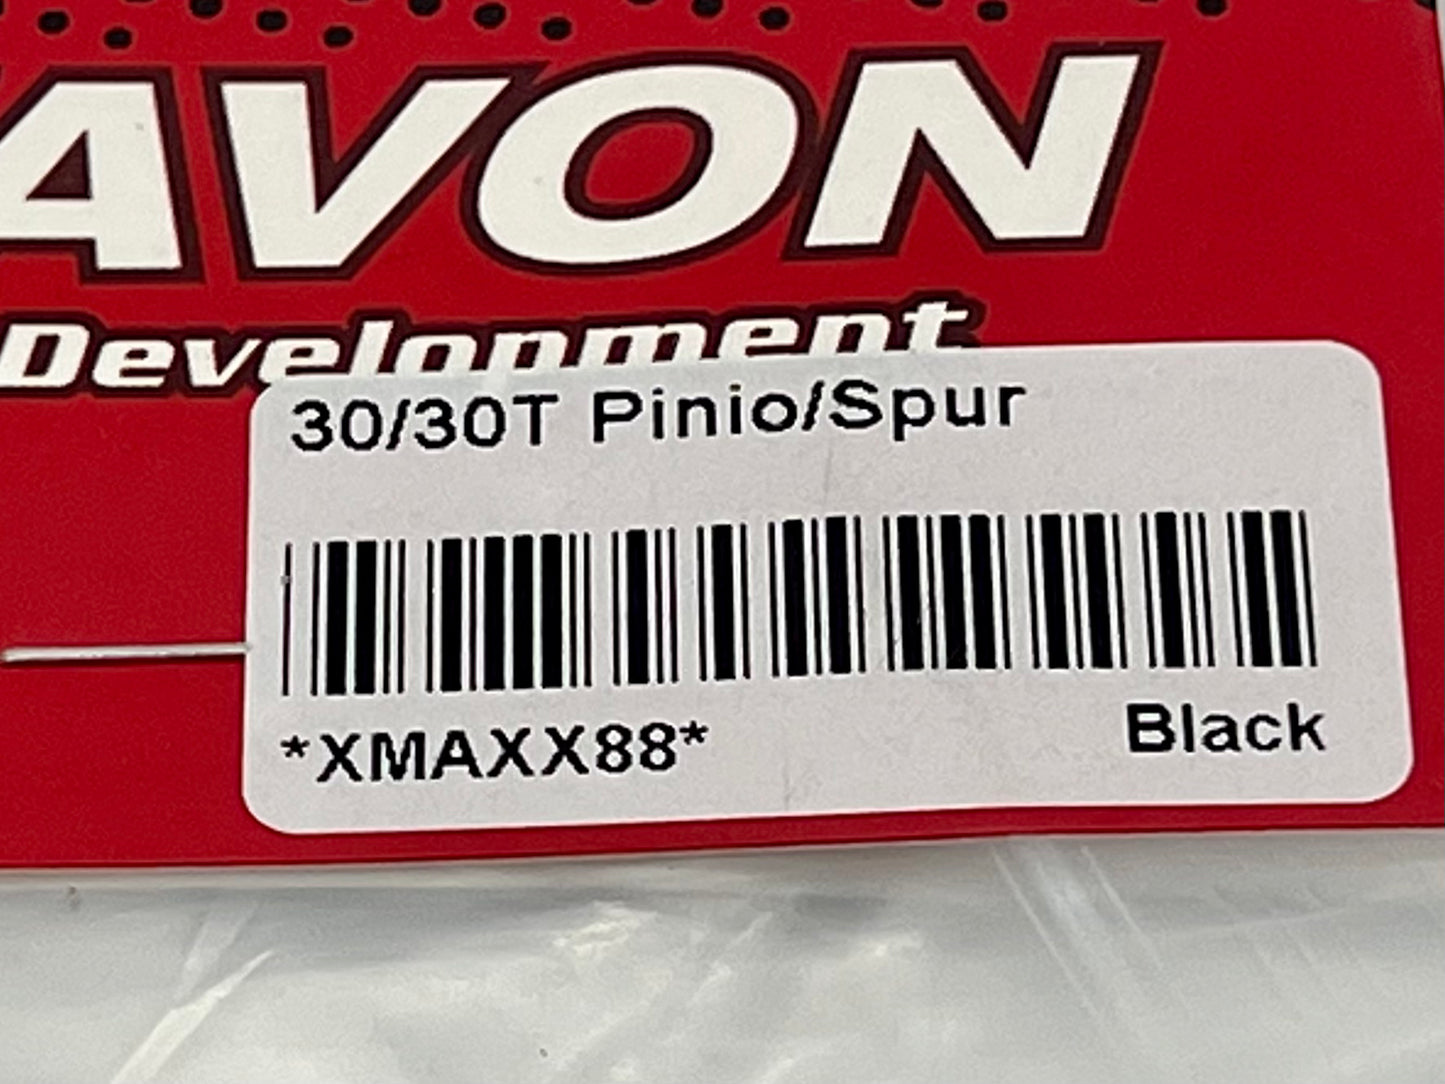 AVON
Development
30/30T Pinio/Spur
*XMAXX88*
Black